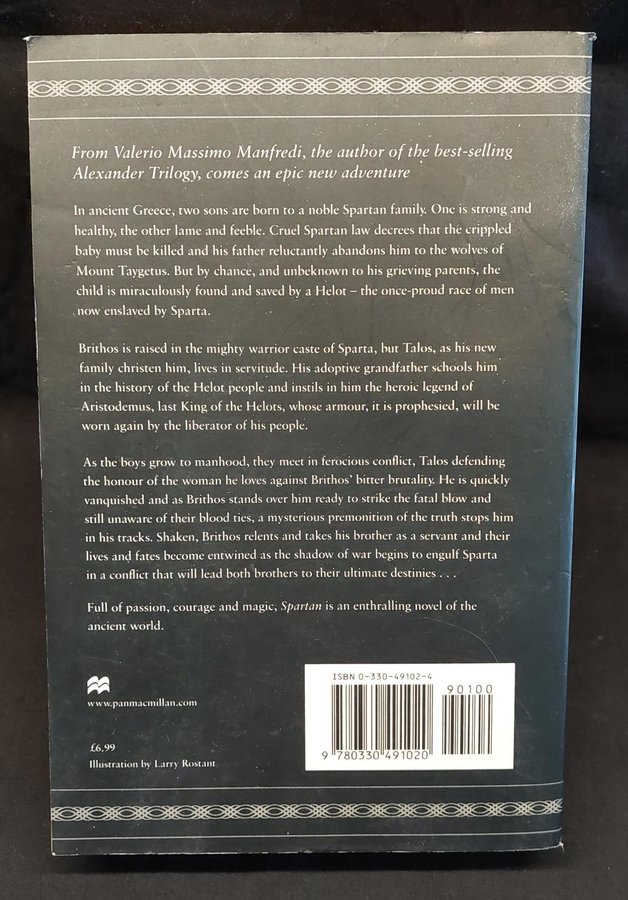 From Valerio Massimo Manfredi, the author of the best-selling
Alexander Trilogy, comes an epic new adventure
In ancient Greece, two sons are born to a noble Spartan family. One is strong and
healthy, the other lame and feeble. Cruel Spartan law decrees that the crippled
baby must be killed and his father reluctantly abandons him to the wolves of
Mount Taygetus. But by chance, and unbeknown to his grieving parents, the
child is miraculously found and saved by a Helot – the once-proud race of men
now enslaved by Sparta.
Brithos is raised in the mighty warrior caste of Sparta, but Talos, as his new
family christen him, lives in servitude. His adoptive grandfather schools him
in the history of the Helot people and instils in him the heroic legend of
Aristodemus, last King of the Helots, whose armour, it is prophesied, will be
worn again by the liberator of his people.
As the boys grow to manhood, they meet in ferocious conflict, Talos defending
the honour of the woman he loves against Brithos' bitter brutality. He is quickly
vanquished and as Brithos stands over him ready to strike the fatal blow and
still unaware of their blood ties, a mysterious premonition of the truth stops him
in his tracks. Shaken, Brithos relents and takes his brother as a servant and their
lives and fates become entwined as the shadow of war begins to engulf Sparta
in a conflict that will lead both brothers to their ultimate destinies . . .
Full of passion, courage and magic, Spartan is an enthralling novel of the
ancient world.
www.panmacmillan.com
£6.99
Illustration by Larry Rostant
ISBN 0-330-49102-4
90100
9 780330 491020